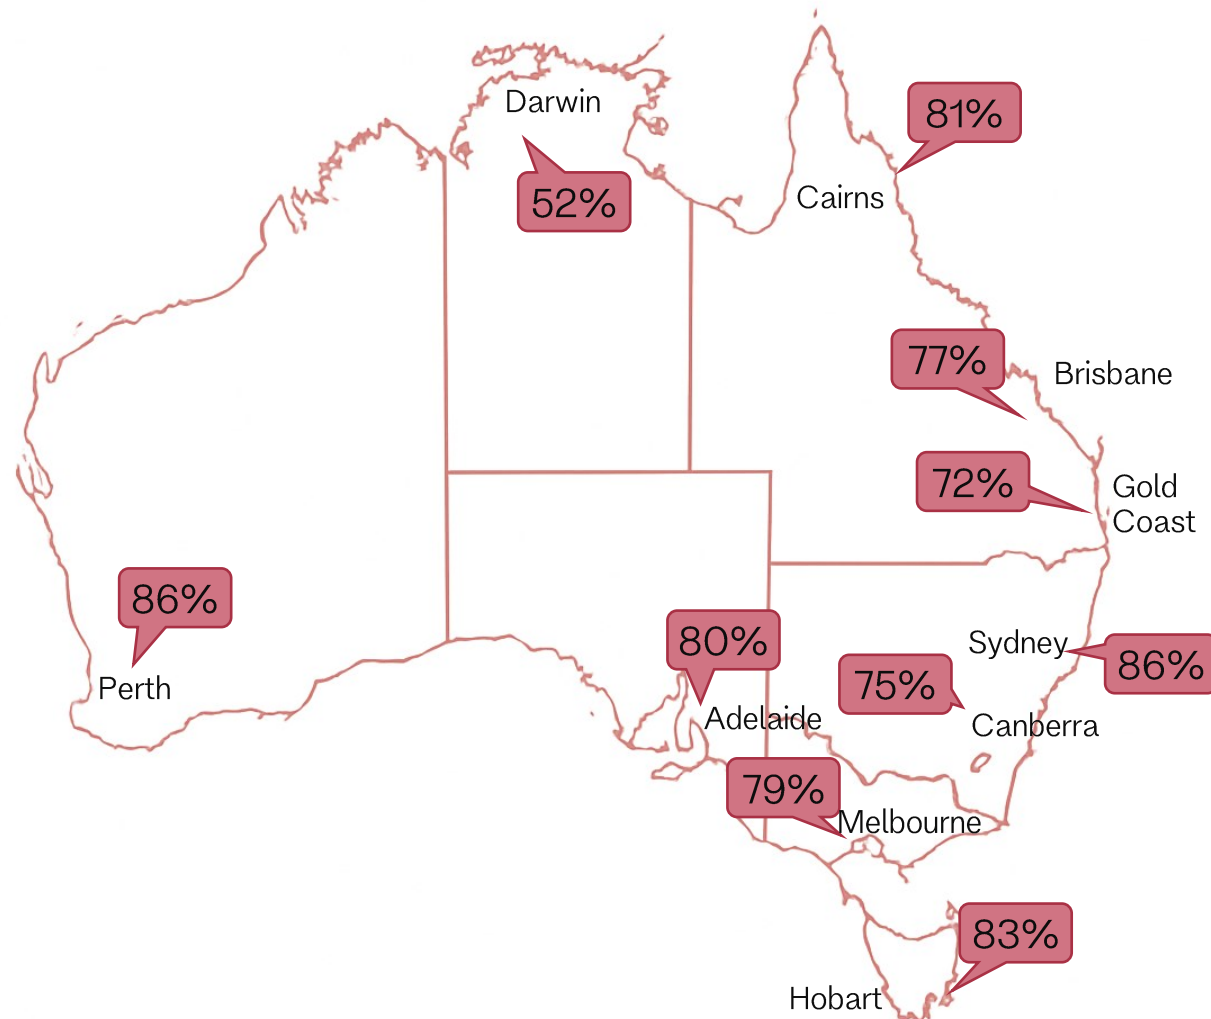 Darwin
81%
52%
Cairns
77%
Brisbane
72%
Gold
Coast
86%
Perth
80%
Sydney
86%
75%
Adelaide
Canberra
79%
Melbourne
83%
Hobart